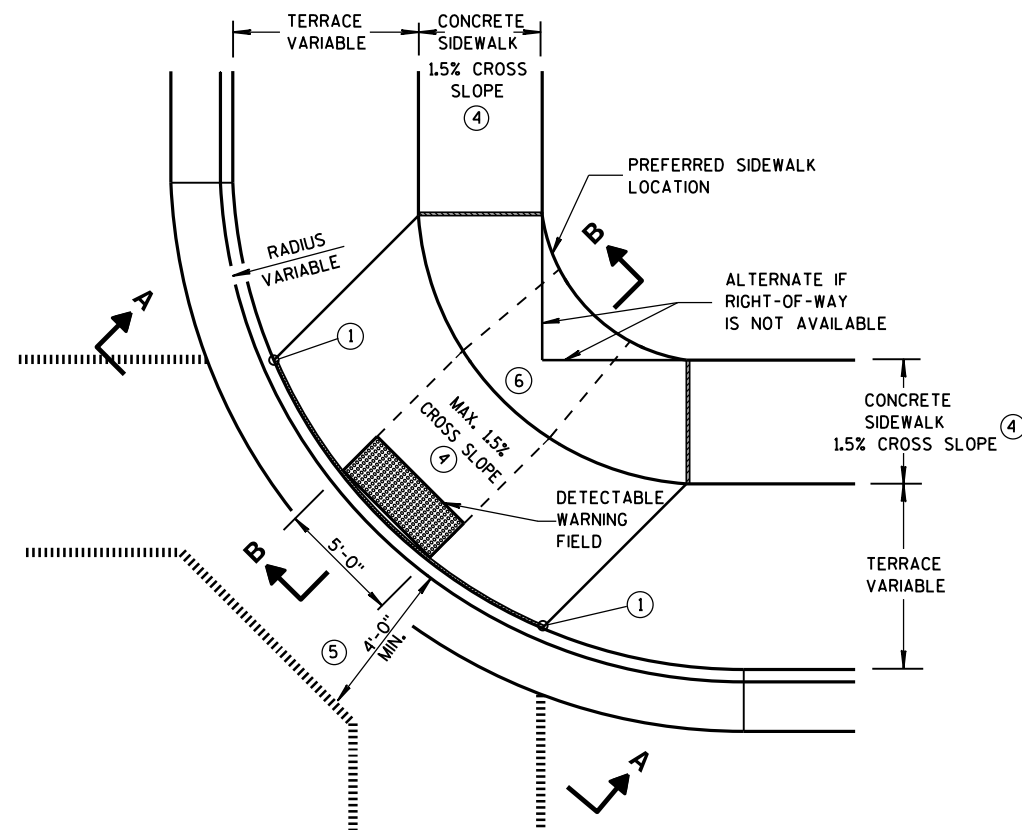 TERRACE
VARIABLE
CONCRETE
SIDEWALK
1.5% CROSS
SLOPE
4
PREFERRED SIDEWALK
LOCATION
B
RADIUS
VARIABLE
A
1
ALTERNATE IF
RIGHT-OF-WAY
IS NOT AVAILABLE
6
MAX. 1.5%
CROSS SLOPE
4
CONCRETE
SIDEWALK
1.5% CROSS SLOPE 4
DETECTABLE
WARNING
FIELD
B
5'-0"
TERRACE
VARIABLE
1
5
4'-0"
MIN.
A